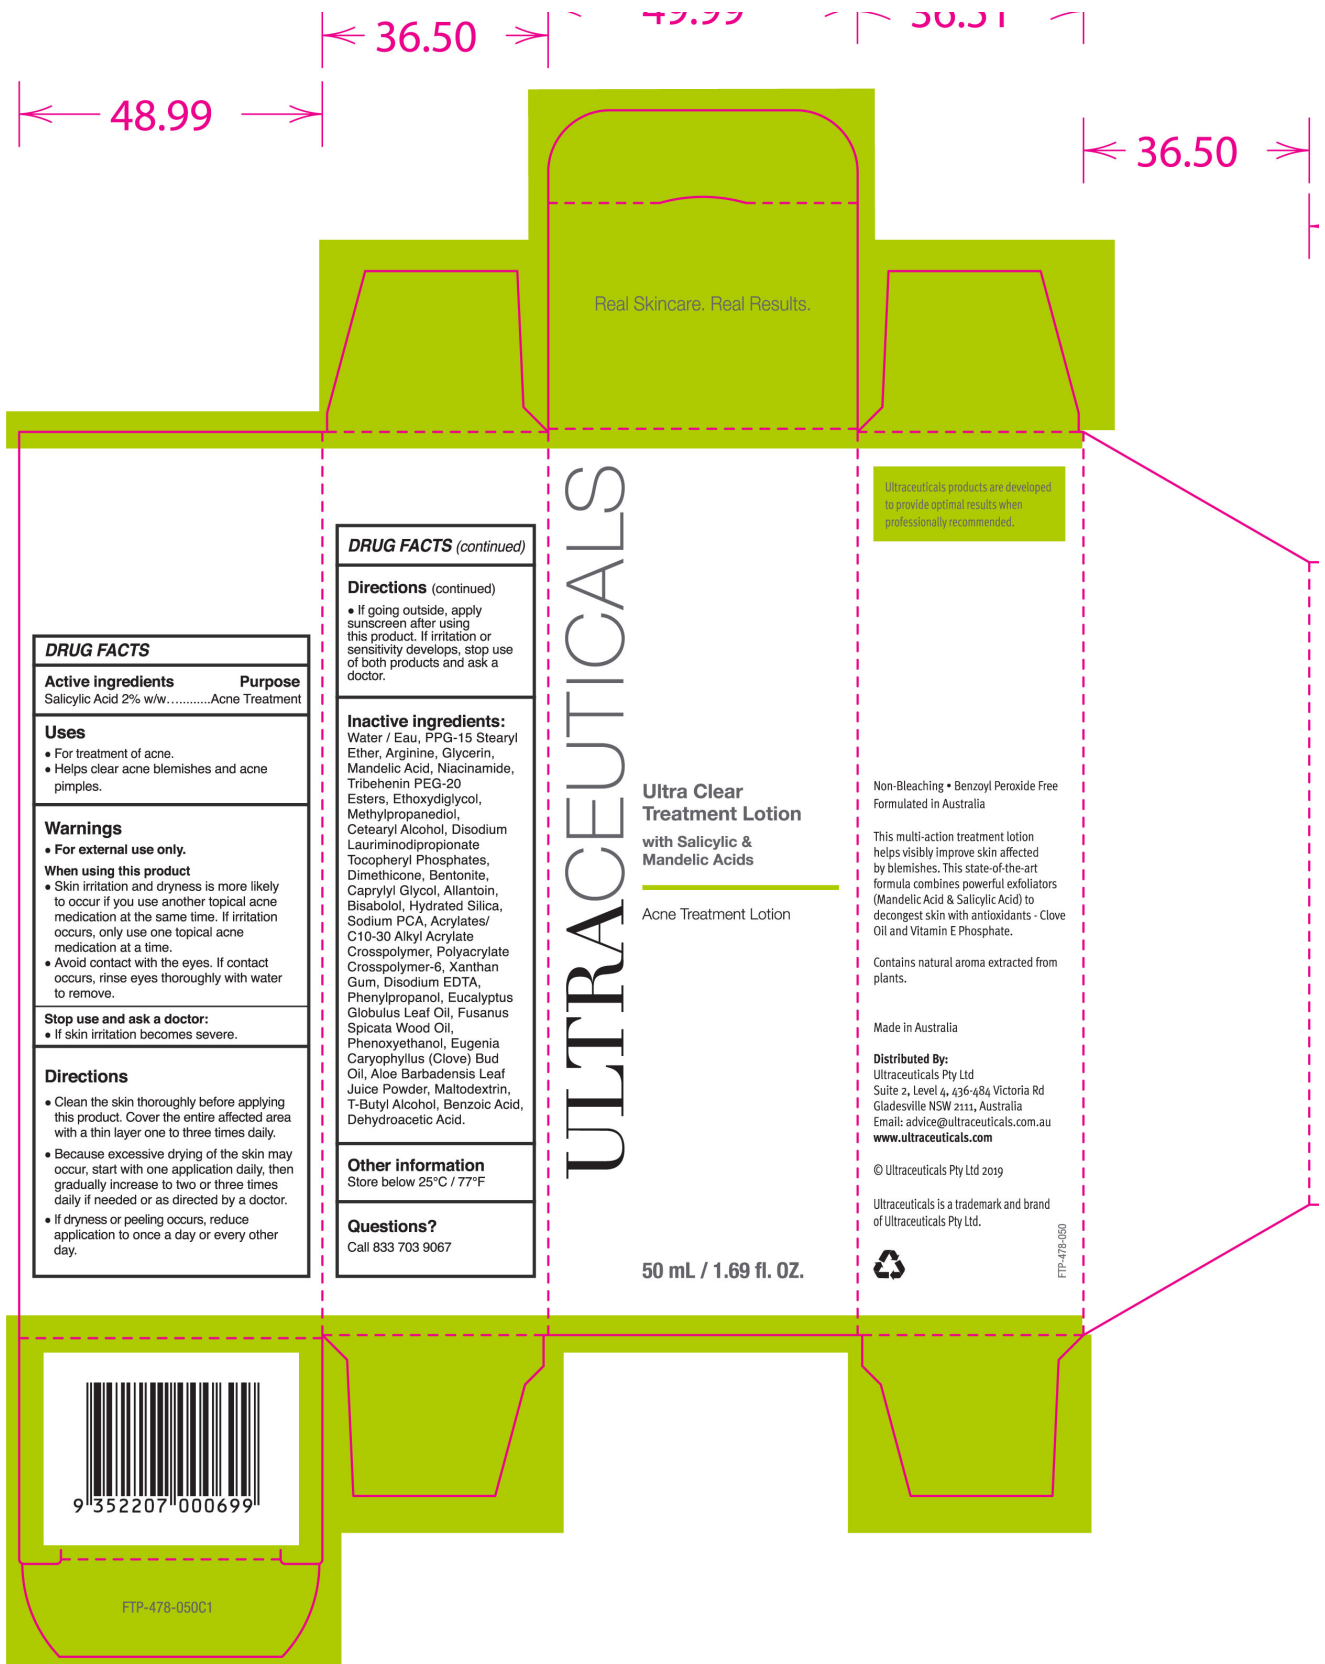 36.50
48.99
36.50
Real Skincare. Real Results.
DRUG FACTS
Active ingredients Purpose
Salicylic Acid 2% w/w.............Acne Treatment
Uses
● For treatment of acne.
● Helps clear acne blemishes and acne
pimples.
Warnings
● For external use only.
When using this product
● Skin irritation and dryness is more likely
to occur if you use another topical acne
medication at the same time. If irritation
occurs, only use one topical acne
medication at a time.
● Avoid contact with the eyes. If contact
occurs, rinse eyes thoroughly with water
to remove.
Stop use and ask a doctor:
● If skin irritation becomes severe.
Directions
● Clean the skin thoroughly before applying
this product. Cover the entire affected area
with a thin layer one to three times daily.
● Because excessive drying of the skin may
occur, start with one application daily, then
gradually increase to two or three times
daily if needed or as directed by a doctor.
● If dryness or peeling occurs, reduce
application to once a day or every other
day.
DRUG FACTS (continued)
Directions (continued)
● If going outside, apply
sunscreen after using
this product. If irritation or
sensitivity develops, stop use
of both products and ask a
doctor.
Inactive ingredients:
Water / Eau, PPG-15 Stearyl
Ether, Arginine, Glycerin,
Mandelic Acid, Niacinamide,
Tribehenin PEG-20
Esters, Ethoxydiglycol,
Methylpropanediol,
Cetearyl Alcohol, Disodium
Lauriminodipropionate
Tocopheryl Phosphates,
Dimethicone, Bentonite,
Caprylyl Glycol, Allantoin,
Bisabolol, Hydrated Silica,
Sodium PCA, Acrylates/
C10-30 Alkyl Acrylate
Crosspolymer, Polyacrylate
Crosspolymer-6, Xanthan
Gum, Disodium EDTA,
Phenylpropanol, Eucalyptus
Globulus Leaf Oil, Fusanus
Spicata Wood Oil,
Phenoxyethanol, Eugenia
Caryophyllus (Clove) Bud
Oil, Aloe Barbadensis Leaf
Juice Powder, Maltodextrin,
T-Butyl Alcohol, Benzoic Acid,
Dehydroacetic Acid.
Other information
Store below 25°C / 77°F
Questions?
Call 833 703 9067
ULTRACEUTICALS
Ultra Clear
Treatment Lotion
with Salicylic &
Mandelic Acids
Acne Treatment Lotion
50 mL / 1.69 fl. OZ.
Ultraceuticals products are developed
to provide optimal results when
professionally recommended.
Non-Bleaching • Benzoyl Peroxide Free
Formulated in Australia
This multi-action treatment lotion
helps visibly improve skin affected
by blemishes. This state-of-the-art
formula combines powerful exfoliators
(Mandelic Acid & Salicylic Acid) to
decongest skin with antioxidants - Clove
Oil and Vitamin E Phosphate.
Contains natural aroma extracted from
plants.
Made in Australia
Distributed By:
Ultraceuticals Pty Ltd
Suite 2, Level 4, 436-484 Victoria Rd
Gladesville NSW 2111, Australia
Email: advice@ultraceuticals.com.au
www.ultraceuticals.com
© Ultraceuticals Pty Ltd 2019
Ultraceuticals is a trademark and brand
of Ultraceuticals Pty Ltd.
FTP-478-050
9 352207 000699
FTP-478-050C1